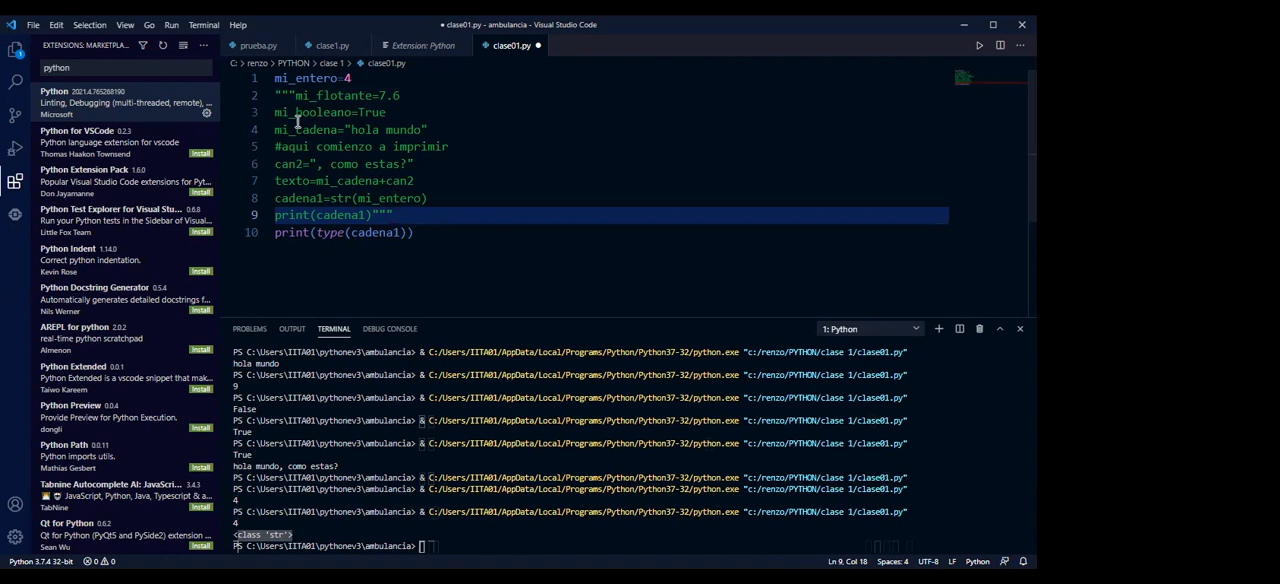 File Edit Selection View Go Run Terminal Help
• clase01.py - ambulancia - Visual Studio Code
EXTENSIONS: MARKETPLA...
prueba.py
clase1.py
Extension: Python
clase01.py
python
C: > renzo > PYTHON > clase 1 > clase01.py
Python 2021.4.765268190
Linting, Debugging (multi-threaded, remote), ...
Microsoft
Python for VSCode 0.2.3
Python language extension for vscode
Thomas Haakon Townsend Install
Python Extension Pack 1.6.0
Popular Visual Studio Code extensions for Pyt...
Don Jayamanne Install
Python Test Explorer for Visual Stu... 0.6.8
Run your Python tests in the Sidebar of Visual...
Little Fox Team Install
Python Indent 1.14.0
Correct python indentation.
Kevin Rose Install
Python Docstring Generator 0.5.4
Automatically generates detailed docstrings f...
Nils Werner Install
AREPL for python 2.0.2
real-time python scratchpad
Almenon Install
Python Extended 0.0.1
Python Extended is a vscode snippet that mak...
Taiwo Kareem Install
Python Preview 0.0.4
Provide Preview for Python Execution.
dongli Install
Python Path 0.0.11
Python imports utils.
Mathias Gesbert Install
Tabnine Autocomplete AI: JavaScri... 3.4.3
JavaScript, Python, Java, Typescript & a...
TabNine Install
Qt for Python 0.6.2
Qt for Python (PyQt5 and PySide2) extension ...
Sean Wu Install
1 mi_entero=4
2 """mi_flotante=7.6
3 mi_booleano=True
4 mi_cadena="hola mundo"
5 #aqui comienzo a imprimir
6 can2=", como estas?"
7 texto=mi_cadena+can2
8 cadena1=str(mi_entero)
9 print(cadena1)"""
10 print(type(cadena1))
PROBLEMS OUTPUT TERMINAL DEBUG CONSOLE
1: Python
PS C:\Users\IITA01\pythonev3\ambulancia> & C:/Users/IITA01/AppData/Local/Programs/Python/Python37-32/python.exe "c:/renzo/PYTHON/clase 1/clase01.py"
hola mundo
PS C:\Users\IITA01\pythonev3\ambulancia> & C:/Users/IITA01/AppData/Local/Programs/Python/Python37-32/python.exe "c:/renzo/PYTHON/clase 1/clase01.py"
9
PS C:\Users\IITA01\pythonev3\ambulancia> & C:/Users/IITA01/AppData/Local/Programs/Python/Python37-32/python.exe "c:/renzo/PYTHON/clase 1/clase01.py"
False
PS C:\Users\IITA01\pythonev3\ambulancia> & C:/Users/IITA01/AppData/Local/Programs/Python/Python37-32/python.exe "c:/renzo/PYTHON/clase 1/clase01.py"
True
PS C:\Users\IITA01\pythonev3\ambulancia> & C:/Users/IITA01/AppData/Local/Programs/Python/Python37-32/python.exe "c:/renzo/PYTHON/clase 1/clase01.py"
True
hola mundo, como estas?
PS C:\Users\IITA01\pythonev3\ambulancia> & C:/Users/IITA01/AppData/Local/Programs/Python/Python37-32/python.exe "c:/renzo/PYTHON/clase 1/clase01.py"
PS C:\Users\IITA01\pythonev3\ambulancia> & C:/Users/IITA01/AppData/Local/Programs/Python/Python37-32/python.exe "c:/renzo/PYTHON/clase 1/clase01.py"
4
PS C:\Users\IITA01\pythonev3\ambulancia> & C:/Users/IITA01/AppData/Local/Programs/Python/Python37-32/python.exe "c:/renzo/PYTHON/clase 1/clase01.py"
4
<class 'str'>
PS C:\Users\IITA01\pythonev3\ambulancia>
Python 3.7.4 32-bit 0 0 Ln 9, Col 18 Spaces: 4 UTF-8 LF Python